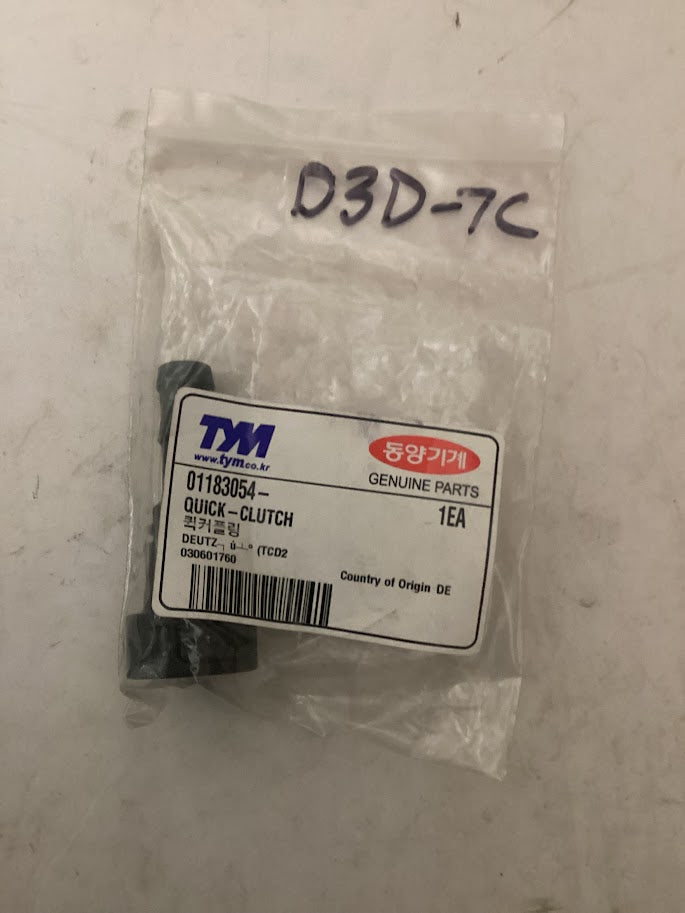 D3D-7C
TYM
www.tym.co.kr
동양기계
GENUINE PARTS
01183054-
1EA
QUICK-CLUTCH
퀵커플링
DEUTZ (TCD2
030601760
Country of Origin DE